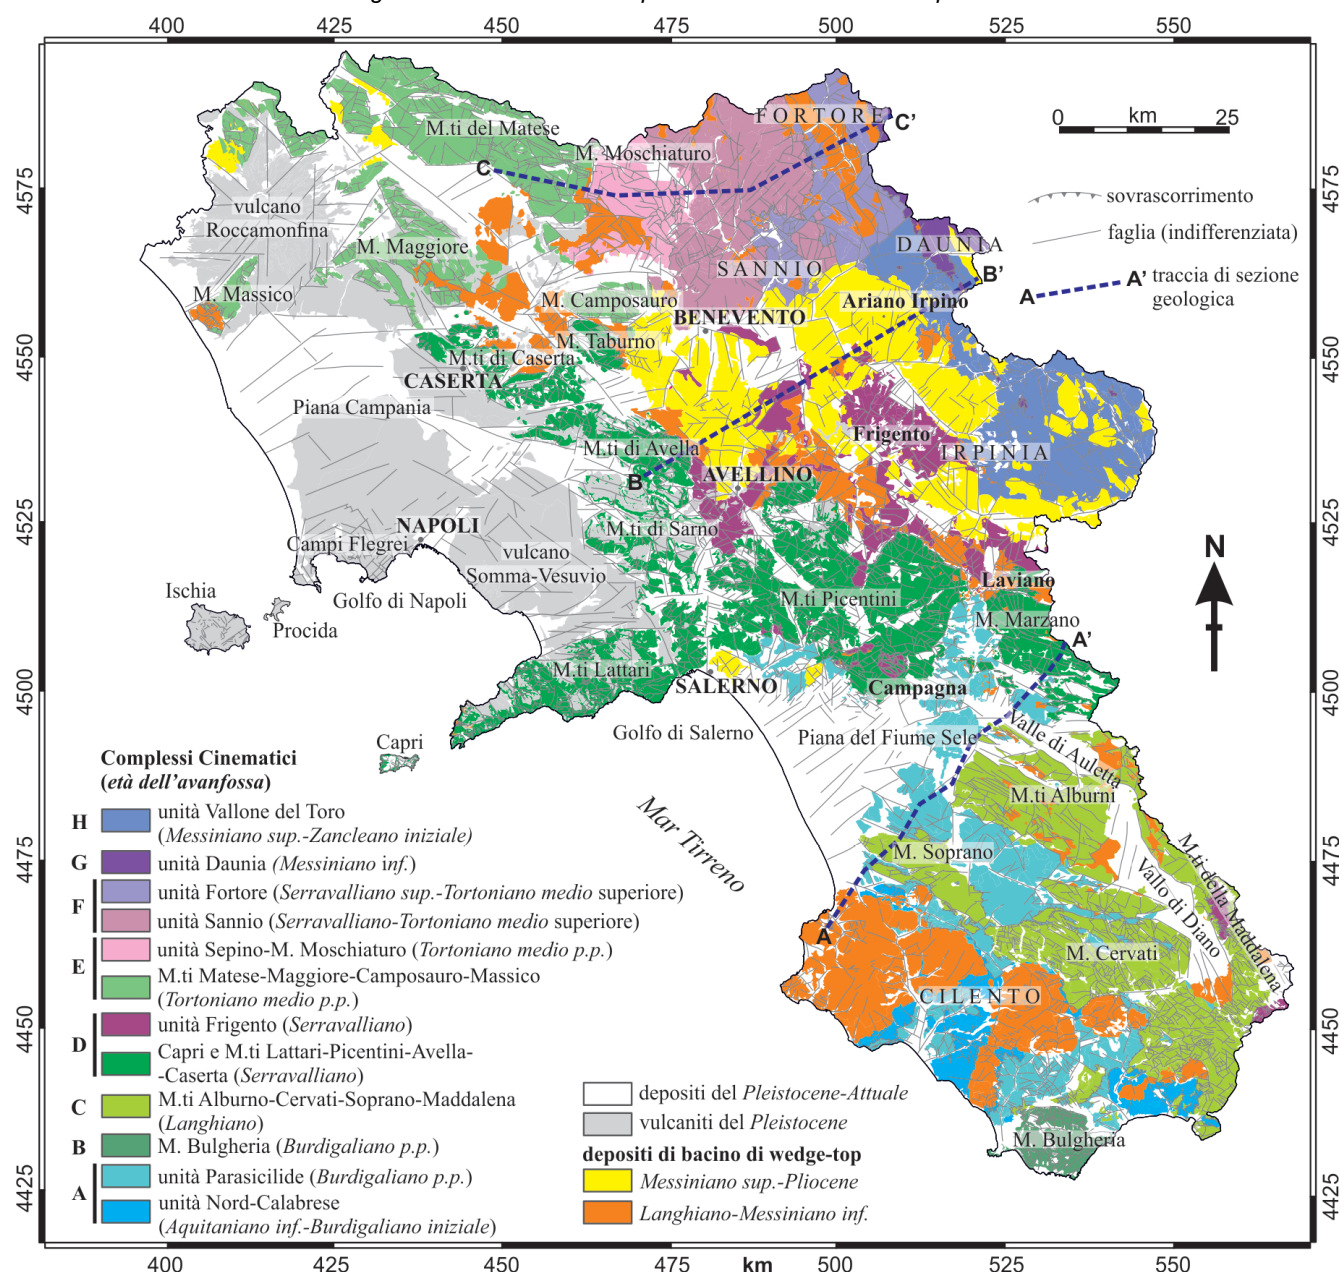 400 425 450 475 500 525 550
4575
4550
4525
4500
4475
4450
4425
0 km 25
sovrascorrimento
faglia (indifferenziata)
A A’ traccia di sezione
geologica
N
FORTORE
C’
M.ti del Matese
M. Moschiaturo
C
vulcano
Roccamonfina
M. Maggiore
DAUNIA
SANNIO
B’
M. Massico
M. Camposauro
Ariano Irpino
BENEVENTO
M. Taburno
M.ti di Caserta
CASERTA
Piana Campania
Frigento
M.ti di Avella
IRPINIA
B
AVELLINO
NAPOLI
M.ti di Sarno
Campi Flegrei
vulcano
Somma-Vesuvio
Laviano
Ischia
Golfo di Napoli
M.ti Picentini
Procida
M. Marzano
A’
M.ti Lattari
SALERNO
Campagna
Golfo di Salerno
Piana del Fiume Sele
Valle di Auletta
Capri
M.ti Alburni
Mar Tirreno
M. Soprano
M.ti della Maddalena
Vallo di Diano
A
M. Cervati
CILENTO
M. Bulgheria
Complessi Cinematici
(età dell’avanfossa)
H
unità Vallone del Toro
(Messiniano sup.-Zancleano iniziale)
G
unità Daunia (Messiniano inf.)
F
unità Fortore (Serravalliano sup.-Tortoniano medio superiore)
unità Sannio (Serravalliano-Tortoniano medio superiore)
E
unità Sepino-M. Moschiaturo (Tortoniano medio p.p.)
M.ti Matese-Maggiore-Camposauro-Massico
(Tortoniano medio p.p.)
D
unità Frigento (Serravalliano)
Capri e M.ti Lattari-Picentini-Avella-
-Caserta (Serravalliano)
C
M.ti Alburno-Cervati-Soprano-Maddalena
(Langhiano)
B
M. Bulgheria (Burdigaliano p.p.)
A
unità Parasicilide (Burdigaliano p.p.)
unità Nord-Calabrese
(Aquitaniano inf.-Burdigaliano iniziale)
depositi del Pleistocene-Attuale
vulcaniti del Pleistocene
depositi di bacino di wedge-top
Messiniano sup.-Pliocene
Langhiano-Messiniano inf.
4575
4550
4525
4500
4475
4450
4425
400 425 450 475 km 500 525 550